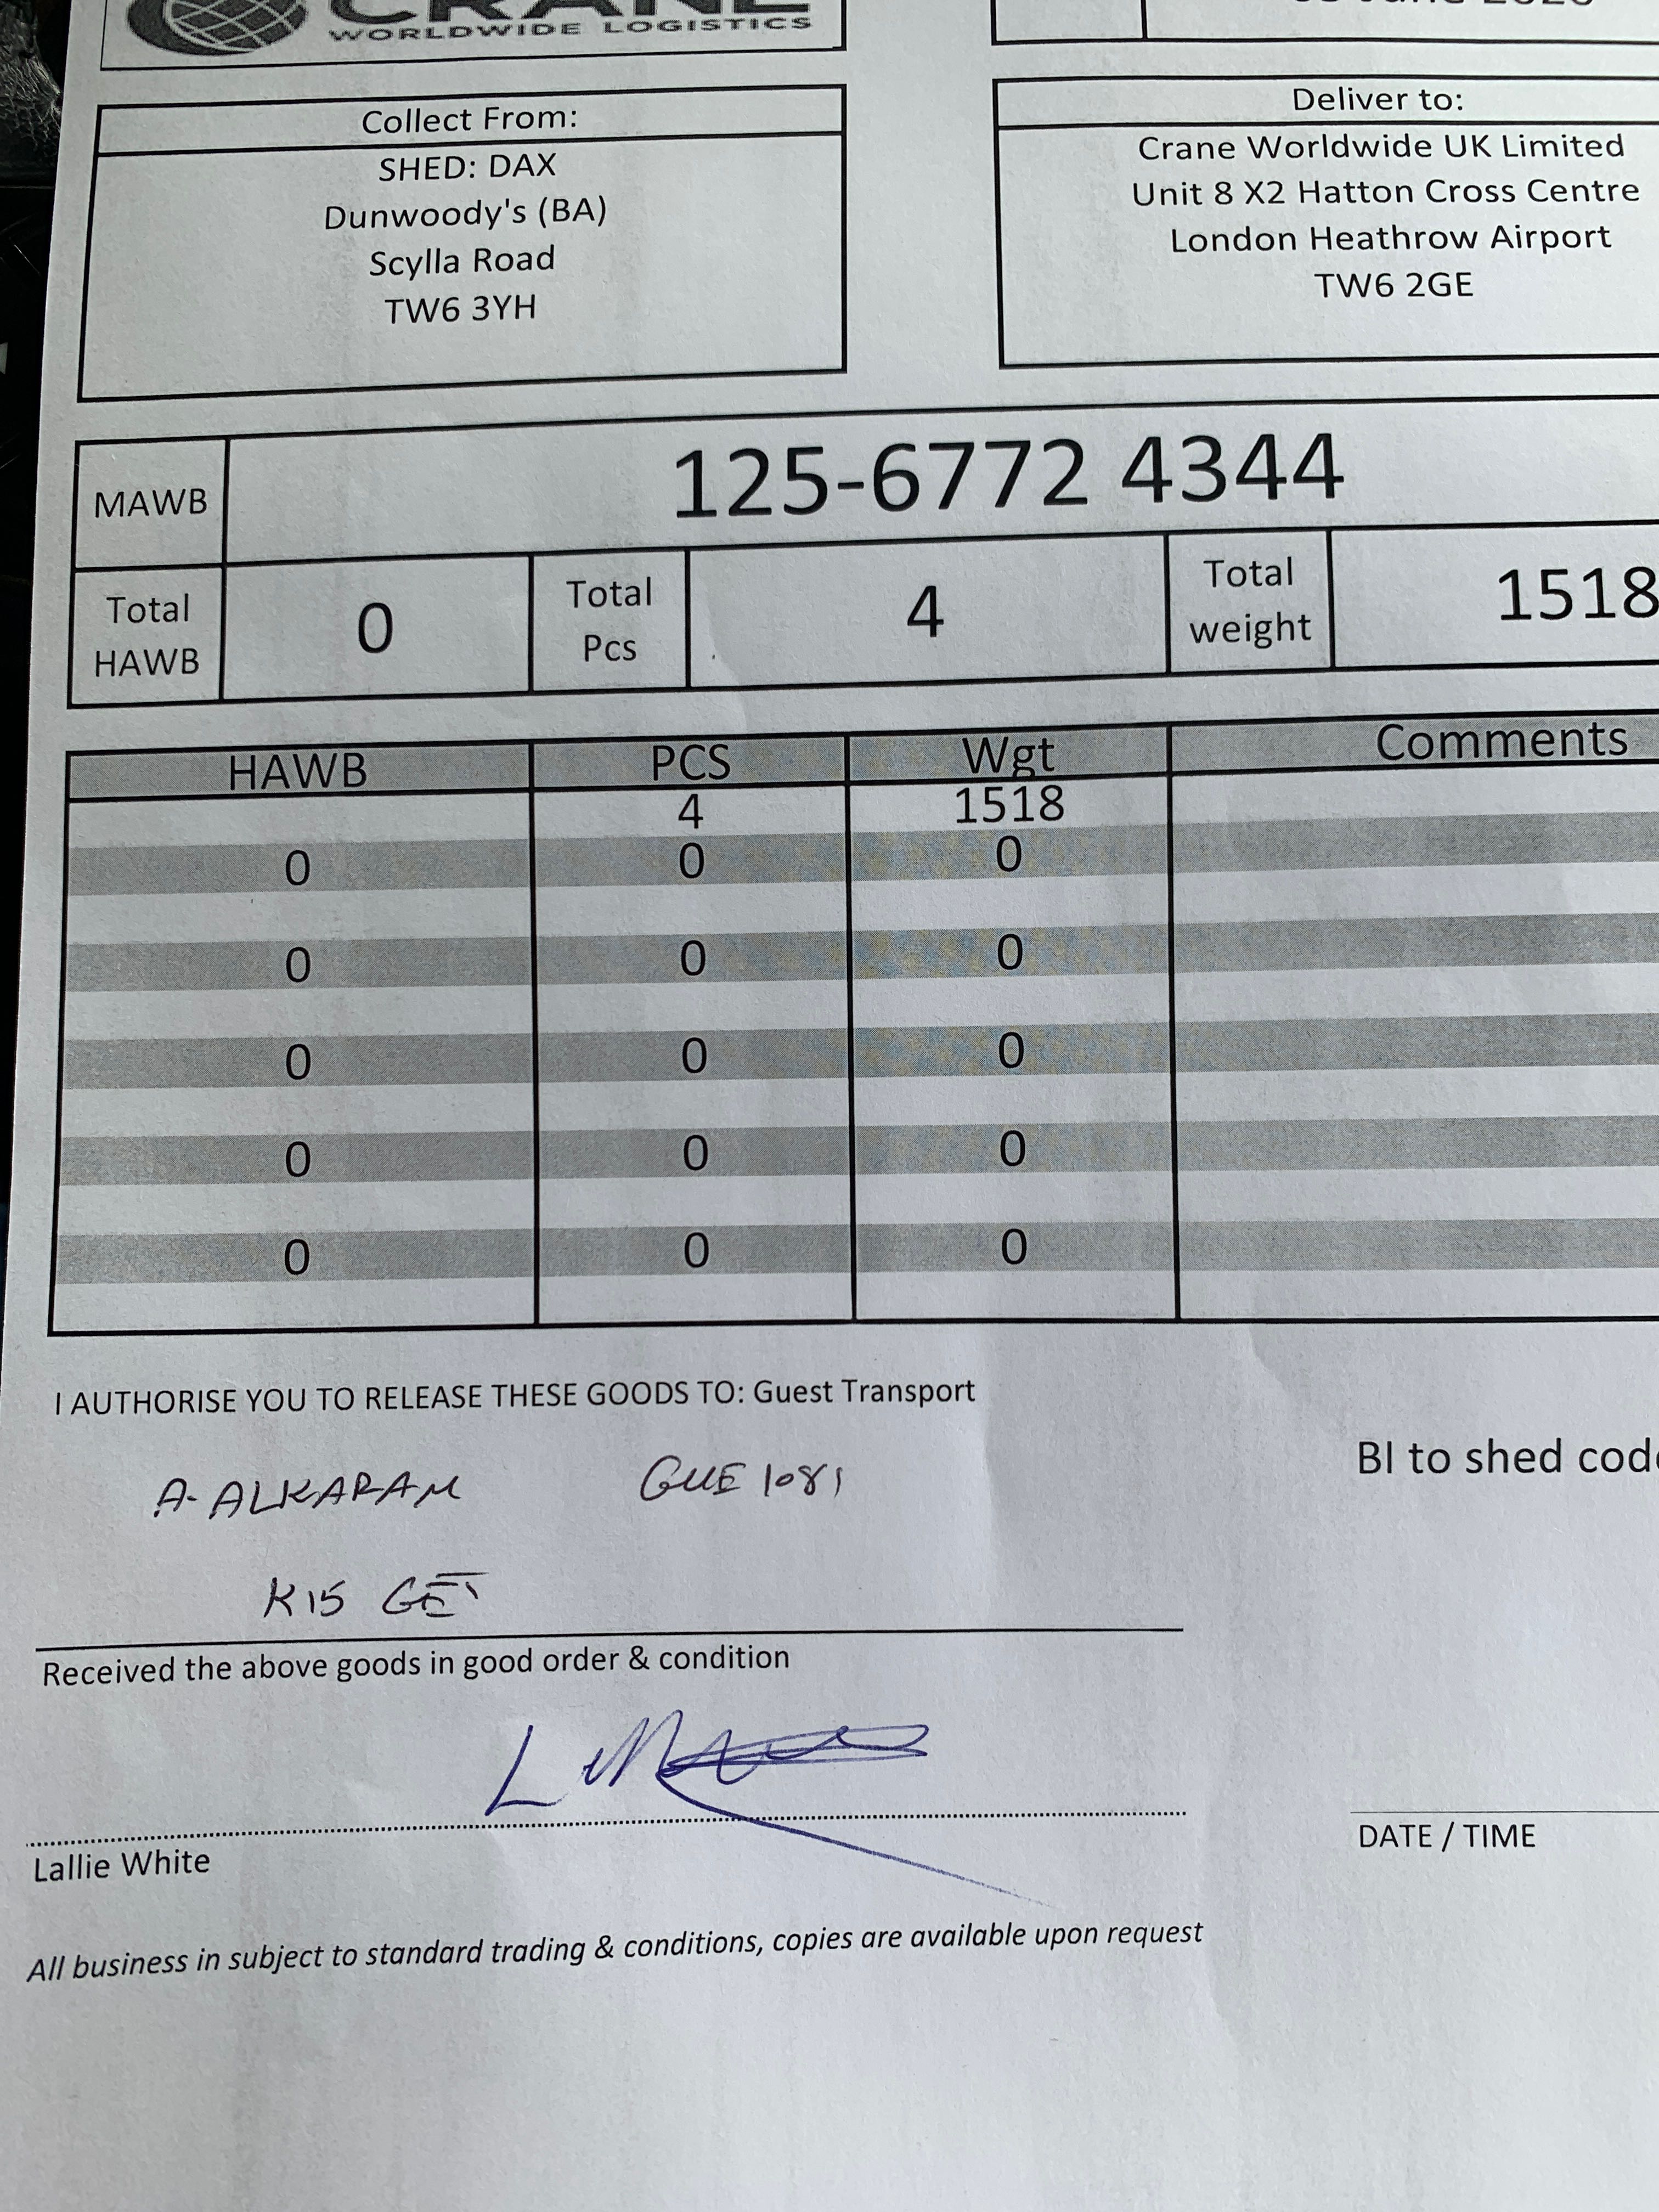 CRANE
WORLDWIDE LOGISTICS
Collect From:
SHED: DAX
Dunwoody's (BA)
Scylla Road
TW6 3YH
Deliver to:
Crane Worldwide UK Limited
Unit 8 X2 Hatton Cross Centre
London Heathrow Airport
TW6 2GE
MAWB 125-6772 4344
Total HAWB 0 Total Pcs 4 Total weight 1518
HAWB PCS Wgt Comments
4 1518
0 0 0
0 0 0
0 0 0
0 0 0
0 0 0
I AUTHORISE YOU TO RELEASE THESE GOODS TO: Guest Transport
BI to shed code
A- ALKARAM GUE 1081
K15 GET
Received the above goods in good order & condition
Lallie White
DATE / TIME
All business in subject to standard trading & conditions, copies are available upon request